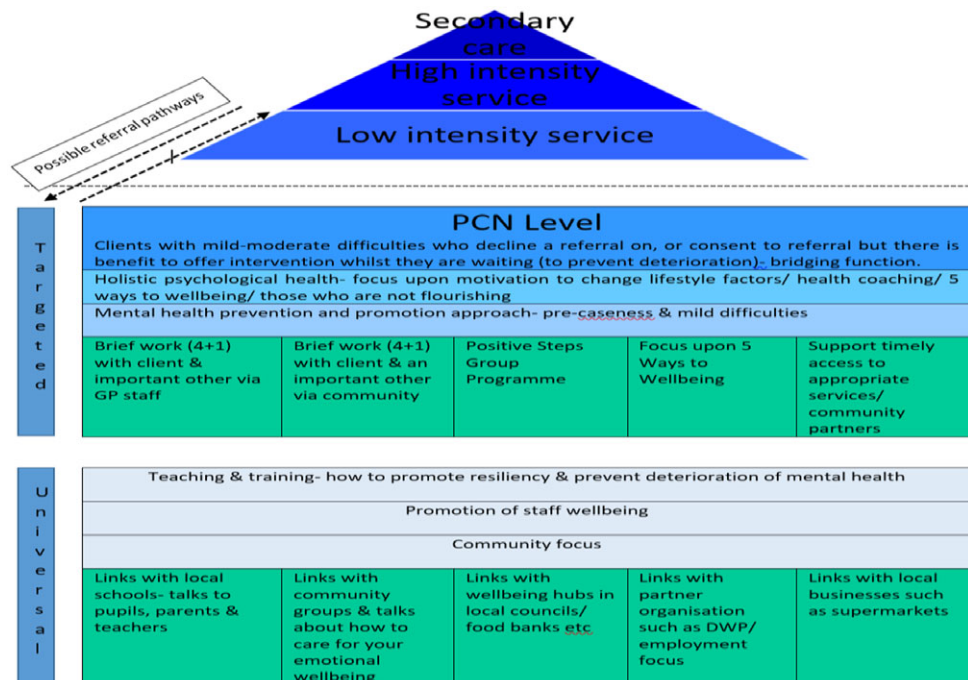 Secondary
care
High intensity
service
Low intensity service
Possible referral pathways
Targeted
PCN Level
Clients with mild-moderate difficulties who decline a referral on, or consent to referral but there is
benefit to offer intervention whilst they are waiting (to prevent deterioration)- bridging function.
Holistic psychological health- focus upon motivation to change lifestyle factors/ health coaching/ 5
ways to wellbeing/ those who are not flourishing
Mental health prevention and promotion approach- pre-caseness & mild difficulties
Brief work (4+1)
with client &
important other via
GP staff
Brief work (4+1)
with client & an
important other
via community
Positive Steps
Group
Programme
Focus upon 5
Ways to
Wellbeing
Support timely
access to
appropriate
services/
community
partners
Universal
Teaching & training- how to promote resiliency & prevent deterioration of mental health
Promotion of staff wellbeing
Community focus
Links with local
schools- talks to
pupils, parents &
teachers
Links with
community
groups & talks
about how to
care for your
emotional
wellbeing
Links with
wellbeing hubs in
local councils/
food banks etc
Links with
partner
organisation
such as DWP/
employment
focus
Links with local
businesses such
as supermarkets